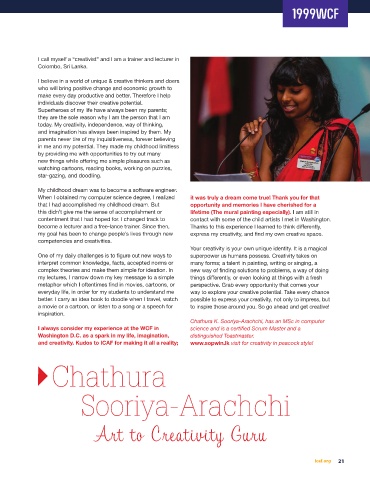 1999WCF
I call myself a "creativist" and I am a trainer and lecturer in
Colombo, Sri Lanka.
I believe in a world of unique & creative thinkers and doers
who will bring positive change and economic growth to
make every day productive and better. Therefore I help
individuals discover their creative potential.
Superheroes of my life have always been my parents;
they are the sole reason why I am the person that I am
today. My creativity, independence, way of thinking,
and imagination has always been inspired by them. My
parents never tire of my inquisitiveness, forever believing
in me and my potential. They made my childhood limitless
by providing me with opportunities to try out many
new things while offering me simple pleasures such as
watching cartoons, reading books, working on puzzles,
star-gazing, and doodling.
My childhood dream was to become a software engineer.
When I obtained my computer science degree, I realized
that I had accomplished my childhood dream. But
this didn't give me the sense of accomplishment or
contentment that I had hoped for. I changed track to
become a lecturer and a free-lance trainer. Since then,
my goal has been to change people's lives through new
competencies and creativities.
One of my daily challenges is to figure out new ways to
interpret common knowledge, facts, accepted norms or
complex theories and make them simple for ideation. In
my lectures, I narrow down my key message to a simple
metaphor which I oftentimes find in movies, cartoons, or
everyday life, in order for my students to understand me
better. I carry an idea book to doodle when I travel, watch
a movie or a cartoon, or listen to a song or a speech for
inspiration.
I always consider my experience at the WCF in
Washington D.C. as a spark in my life, imagination,
and creativity. Kudos to ICAF for making it all a reality;
it was truly a dream come true! Thank you for that
opportunity and memories I have cherished for a
lifetime (The mural painting especially). I am still in
contact with some of the child artists I met in Washington.
Thanks to this experience I learned to think differently,
express my creativity, and find my own creative space.
Your creativity is your own unique identity. It is a magical
superpower us humans possess. Creativity takes on
many forms; a talent in painting, writing or singing, a
new way of finding solutions to problems, a way of doing
things differently, or even looking at things with a fresh
perspective. Grab every opportunity that comes your
way to explore your creative potential. Take every chance
possible to express your creativity, not only to impress, but
to inspire those around you. So go ahead and get creative!
Chathura K. Sooriya-Arachchi, has an MSc in computer
science and is a certified Scrum Master and a
distinguished Toastmaster.
Chathura
Sooriya-Arachchi
Art to Creativity Guru
21